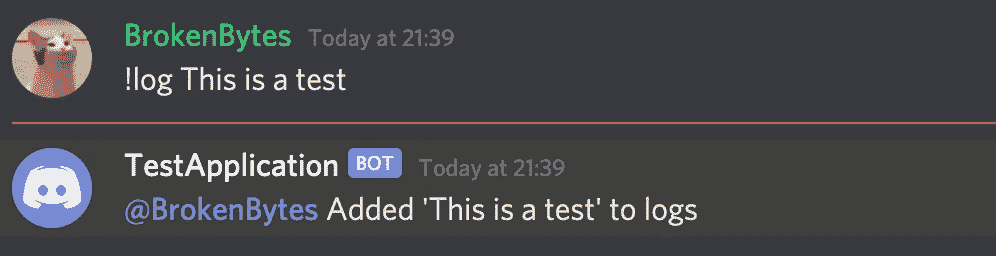 BrokenBytes Today at 21:39
!log This is a test
TestApplication BOT Today at 21:39
@BrokenBytes Added 'This is a test' to logs